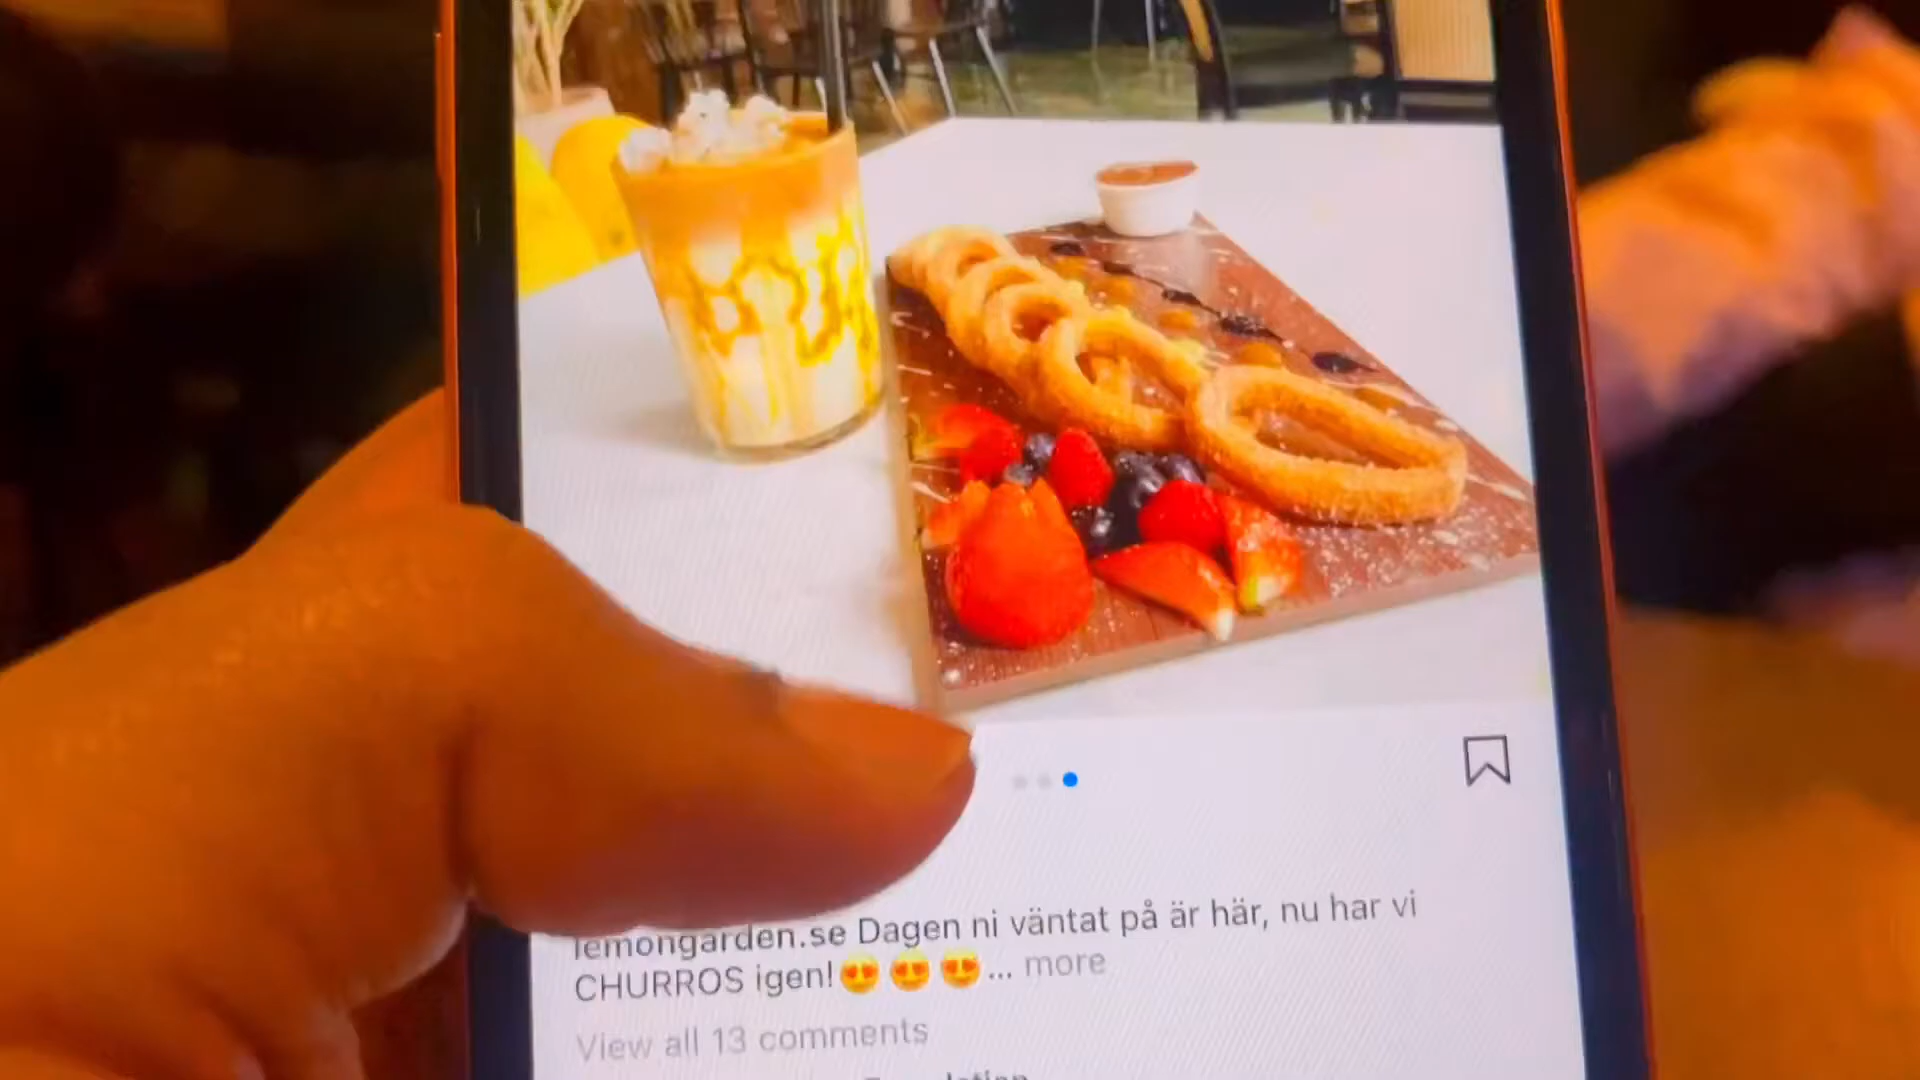 lemongarden.se Dagen ni väntat på är här, nu har vi
CHURROS igen!😍😍😍... more
View all 13 comments